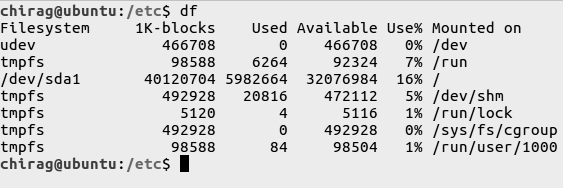 chirag@ubuntu:/etc$ df
Filesystem     1K-blocks    Used Available Use% Mounted on
udev              466708       0    466708   0% /dev
tmpfs              98588    6264     92324   7% /run
/dev/sda1       40120704 5982664  32076984  16% /
tmpfs             492928   20816    472112   5% /dev/shm
tmpfs               5120       4      5116   1% /run/lock
tmpfs             492928       0    492928   0% /sys/fs/cgroup
tmpfs              98588      84     98504   1% /run/user/1000
chirag@ubuntu:/etc$